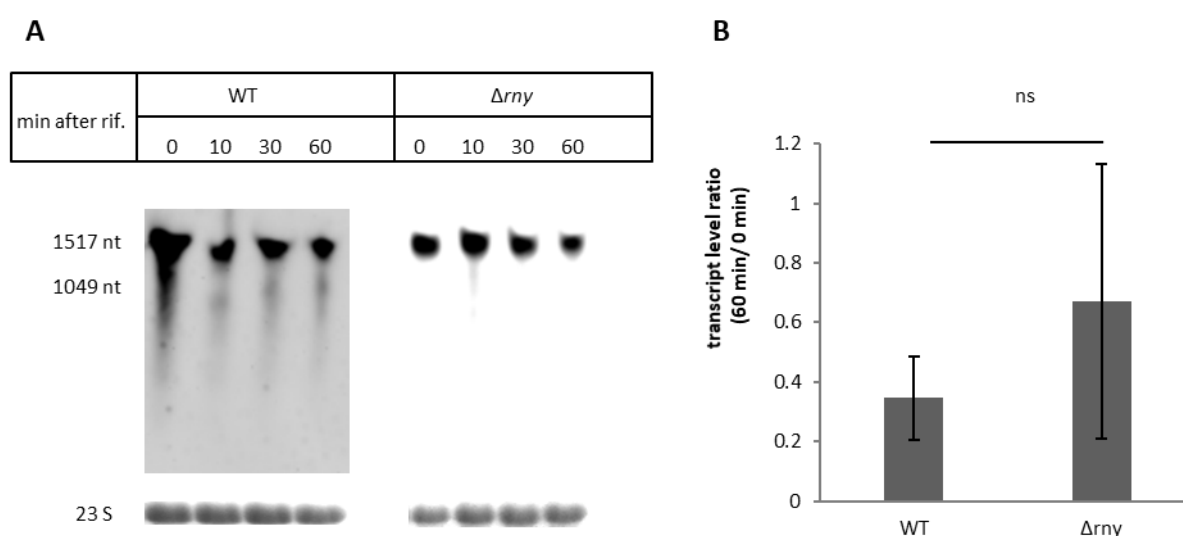 A
B
min after rif.
WT
Δrny
0 10 30 60
0 10 30 60
1517 nt
1049 nt
23 S
ns
transcript level ratio
(60 min/ 0 min)
1.2
1
0.8
0.6
0.4
0.2
0
WT
Δrny